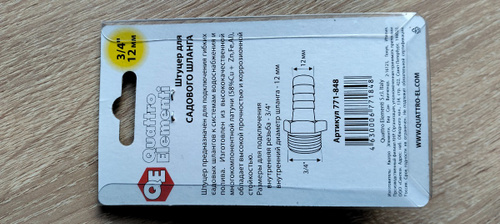 3/4"
12 мм
Штуцер для
САДОВОГО ШЛАНГА
QE
Quattro
Elementi
Штуцер предназначен для подключения гибких
садовых шлангов к системам водоснабжения и
полива. Изготовлен из высококачественной
многокомпонентной латуни (58%Cu + Zn,Fe,Al),
обладает высокой прочностью и коррозионной
стойкостью.
Размеры для подключения
внутренняя резьба - 3/4"
внутренний диаметр шланга - 12 мм
12 мм
3/4"
Артикул 771-848
4630006771848
Quattro Elementi S.r.l. Italy
WWW.QUATTRO-EL.COM